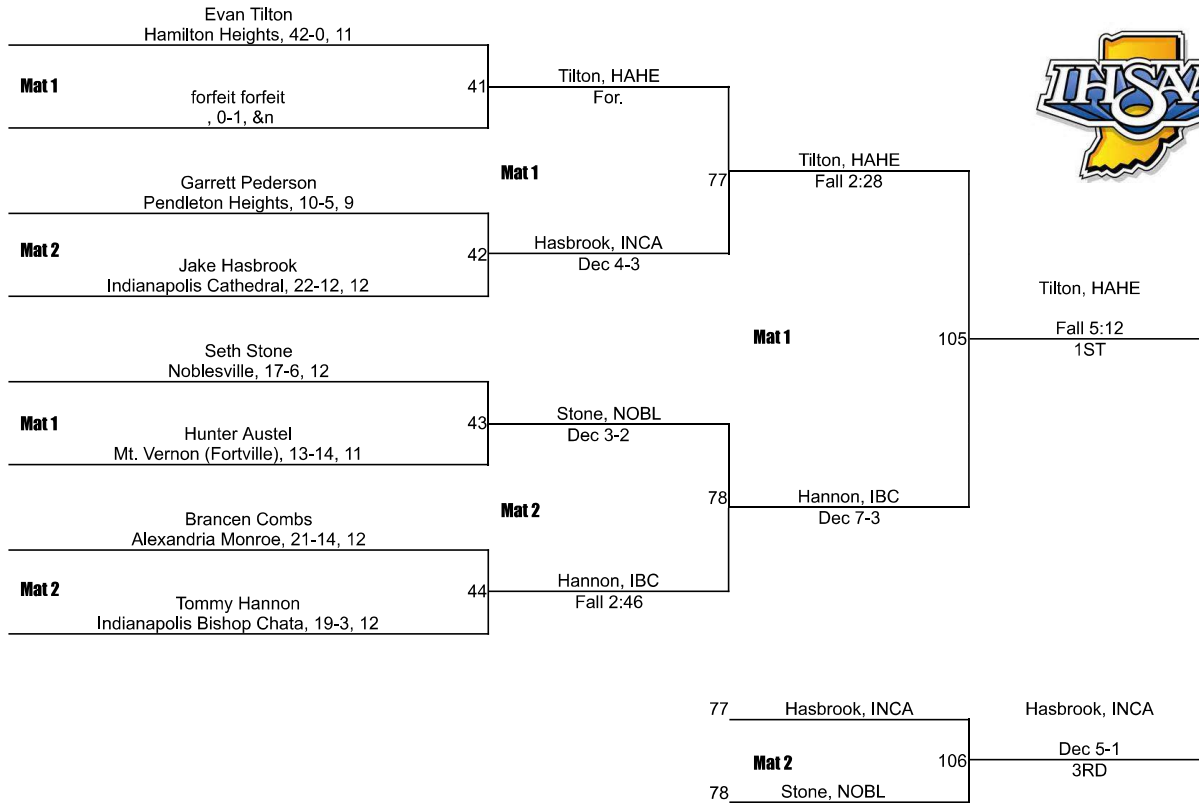 Evan Tilton
Hamilton Heights, 42-0, 11
Mat 1
forfeit forfeit
, 0-1, &n
41
Tilton, HAHE
For.
Garrett Pederson
Pendleton Heights, 10-5, 9
Mat 2
Jake Hasbrook
Indianapolis Cathedral, 22-12, 12
42
Hasbrook, INCA
Dec 4-3
Mat 1
77
Tilton, HAHE
Fall 2:28
Seth Stone
Noblesville, 17-6, 12
Mat 1
Hunter Austel
Mt. Vernon (Fortville), 13-14, 11
43
Stone, NOBL
Dec 3-2
Brancen Combs
Alexandria Monroe, 21-14, 12
Mat 2
Tommy Hannon
Indianapolis Bishop Chata, 19-3, 12
44
Hannon, IBC
Fall 2:46
Mat 2
78
Hannon, IBC
Dec 7-3
Mat 1
105
Tilton, HAHE
Fall 5:12
1ST
IHSAA
77
Hasbrook, INCA
Mat 2
78
Stone, NOBL
106
Hasbrook, INCA
Dec 5-1
3RD